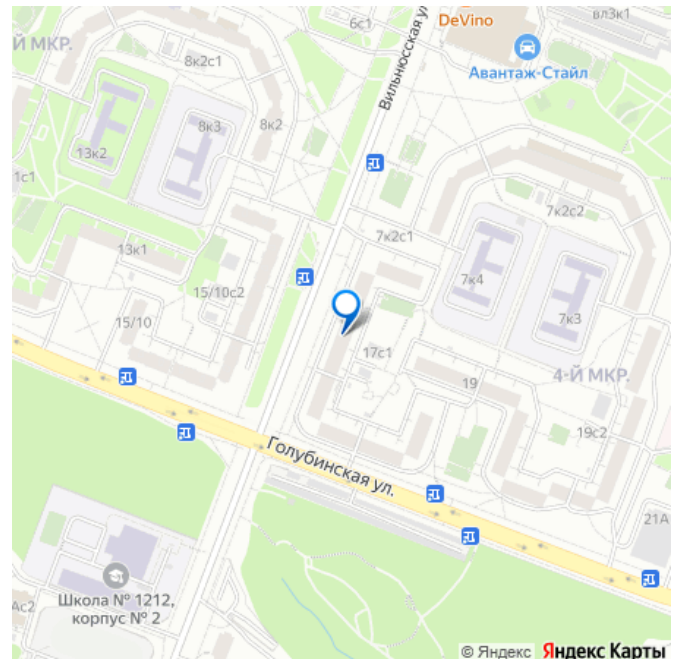 6с1
DeVino
вл3к1
-Й МКР.
8к2с1
Вильнюсская ул
Авантаж-Стайл
8к3
8к2
13к2
1с1
7к2с2
7к2с1
13к1
7к4
15/10с2
7к3
15/10
17с1
4-Й МКР.
19
19с2
Голубинская ул.
21А
Школа № 1212,
корпус № 2
Ас2
© Яндекс Яндекс Карты